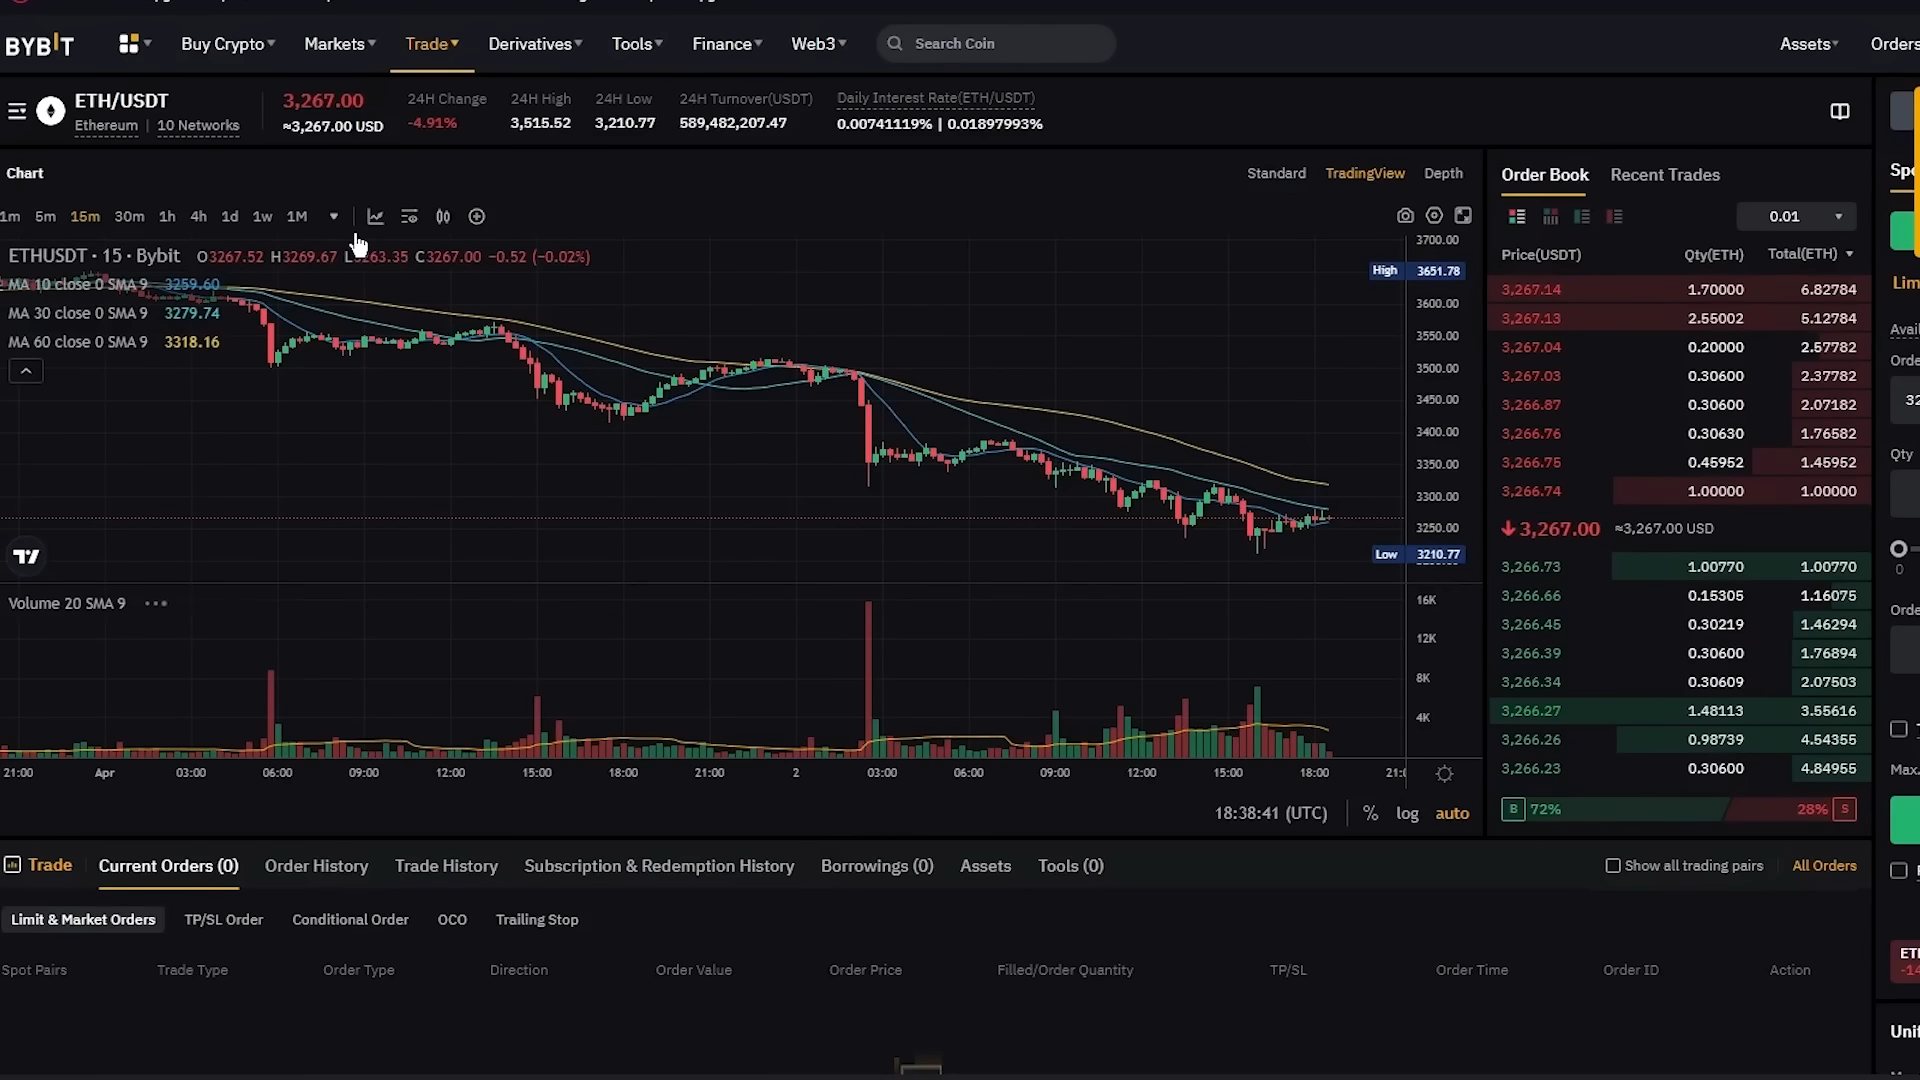 BYBIT Buy Crypto Markets Trade Derivatives Tools Finance Web3 Search Coin Assets Orders
ETH/USDT
Ethereum | 10 Networks
3,267.00
≈3,267.00 USD
24H Change
-4.91%
24H High
3,515.52
24H Low
3,210.77
24H Turnover(USDT)
589,482,207.47
Daily Interest Rate(ETH/USDT)
0.00741119% | 0.01897993%
Chart
Standard TradingView Depth
1m 5m 15m 30m 1h 4h 1d 1w 1M
ETHUSDT · 15 · Bybit O3267.52 H3269.67 L3263.35 C3267.00 −0.52 (−0.02%)
MA 10 close 0 SMA 9 3259.60
MA 30 close 0 SMA 9 3279.74
MA 60 close 0 SMA 9 3318.16
3700.00
High 3651.78
3600.00
3550.00
3500.00
3450.00
3400.00
3350.00
3300.00
3250.00
Low 3210.77
Volume 20 SMA 9
16K
12K
8K
4K
21:00 Apr 03:00 06:00 09:00 12:00 15:00 18:00 21:00 2 03:00 06:00 09:00 12:00 15:00 18:00 21:
18:38:41 (UTC) % log auto
Order Book Recent Trades
0.01
Price(USDT) Qty(ETH) Total(ETH)
3,267.14 1.70000 6.82784
3,267.13 2.55002 5.12784
3,267.04 0.20000 2.57782
3,267.03 0.30600 2.37782
3,266.87 0.30600 2.07182
3,266.76 0.30630 1.76582
3,266.75 0.45952 1.45952
3,266.74 1.00000 1.00000
3,267.00 ≈3,267.00 USD
3,266.73 1.00770 1.00770
3,266.66 0.15305 1.16075
3,266.45 0.30219 1.46294
3,266.39 0.30600 1.76894
3,266.34 0.30609 2.07503
3,266.27 1.48113 3.55616
3,266.26 0.98739 4.54355
3,266.23 0.30600 4.84955
B 72% 28% S
Spo
Lim
Avail
Orde
32
Qty
0
Orde
Max.
ETH
-14
Unif
Trade Current Orders (0) Order History Trade History Subscription & Redemption History Borrowings (0) Assets Tools (0) Show all trading pairs All Orders
Limit & Market Orders TP/SL Order Conditional Order OCO Trailing Stop
Spot Pairs Trade Type Order Type Direction Order Value Order Price Filled/Order Quantity TP/SL Order Time Order ID Action